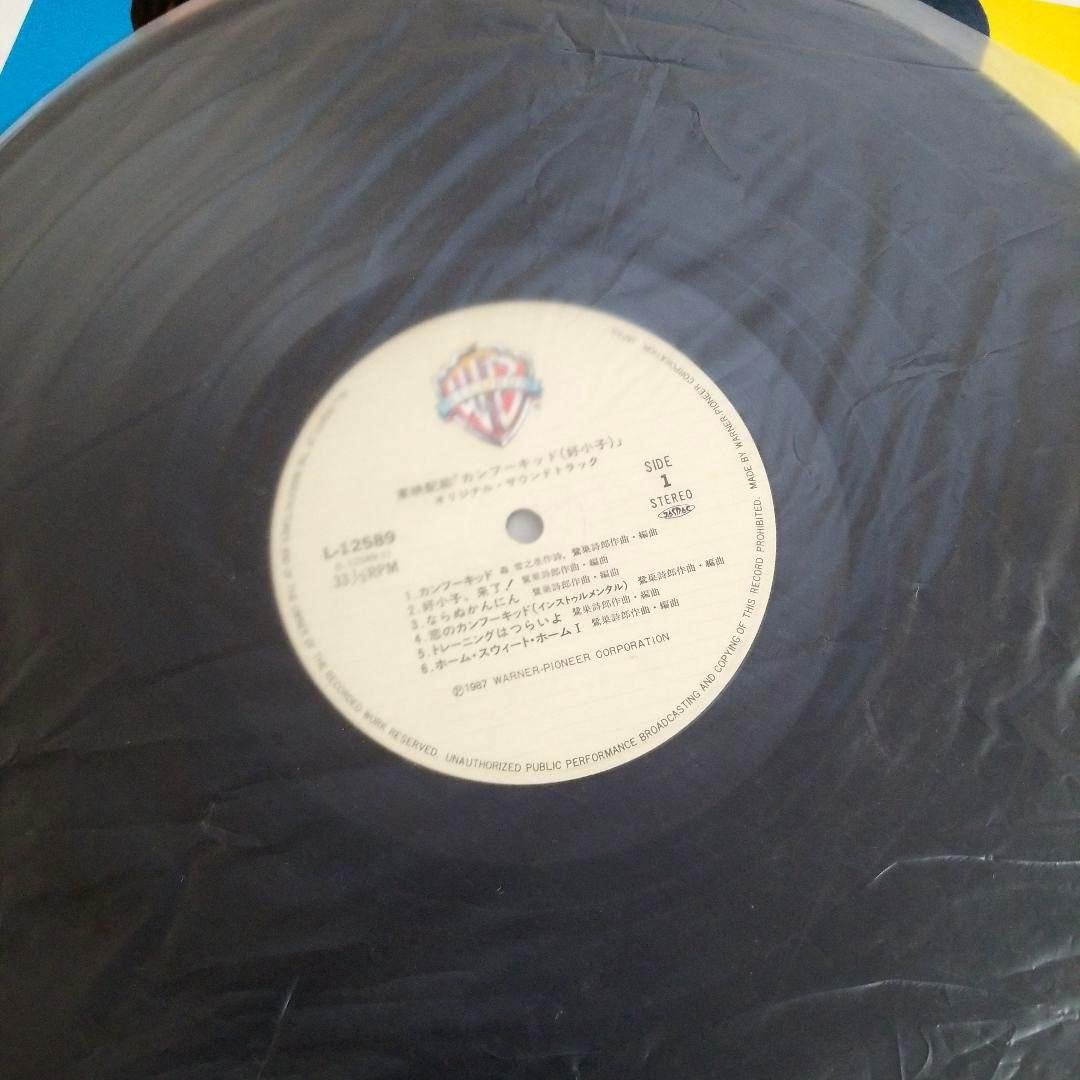 東映配給「カンフーキッド(好小子)」
オリジナル・サウンドトラック
SIDE
1
STEREO
JASRAC
L-12589
33⅓RPM
1.カンフーキッド 森 雪之丞作詩, 鷺巣詩郎作曲・編曲
2.好小子、来了! 鷺巣詩郎作曲・編曲
3.ならぬかんにん 鷺巣詩郎作曲・編曲
4.恋のカンフーキッド(インストゥルメンタル) 鷺巣詩郎作曲・編曲
5.トレーニングはつらいよ 鷺巣詩郎作曲・編曲
6.ホーム・スウィート・ホームⅠ 鷺巣詩郎作曲・編曲
Ⓟ1987 WARNER-PIONEER CORPORATION
OF THE RECORDED WORK RESERVED. UNAUTHORIZED PUBLIC PERFORMANCE BROADCASTING AND COPYING OF THIS RECORD PROHIBITED. MADE BY WARNER-PIONEER CORPORATION, JAPAN